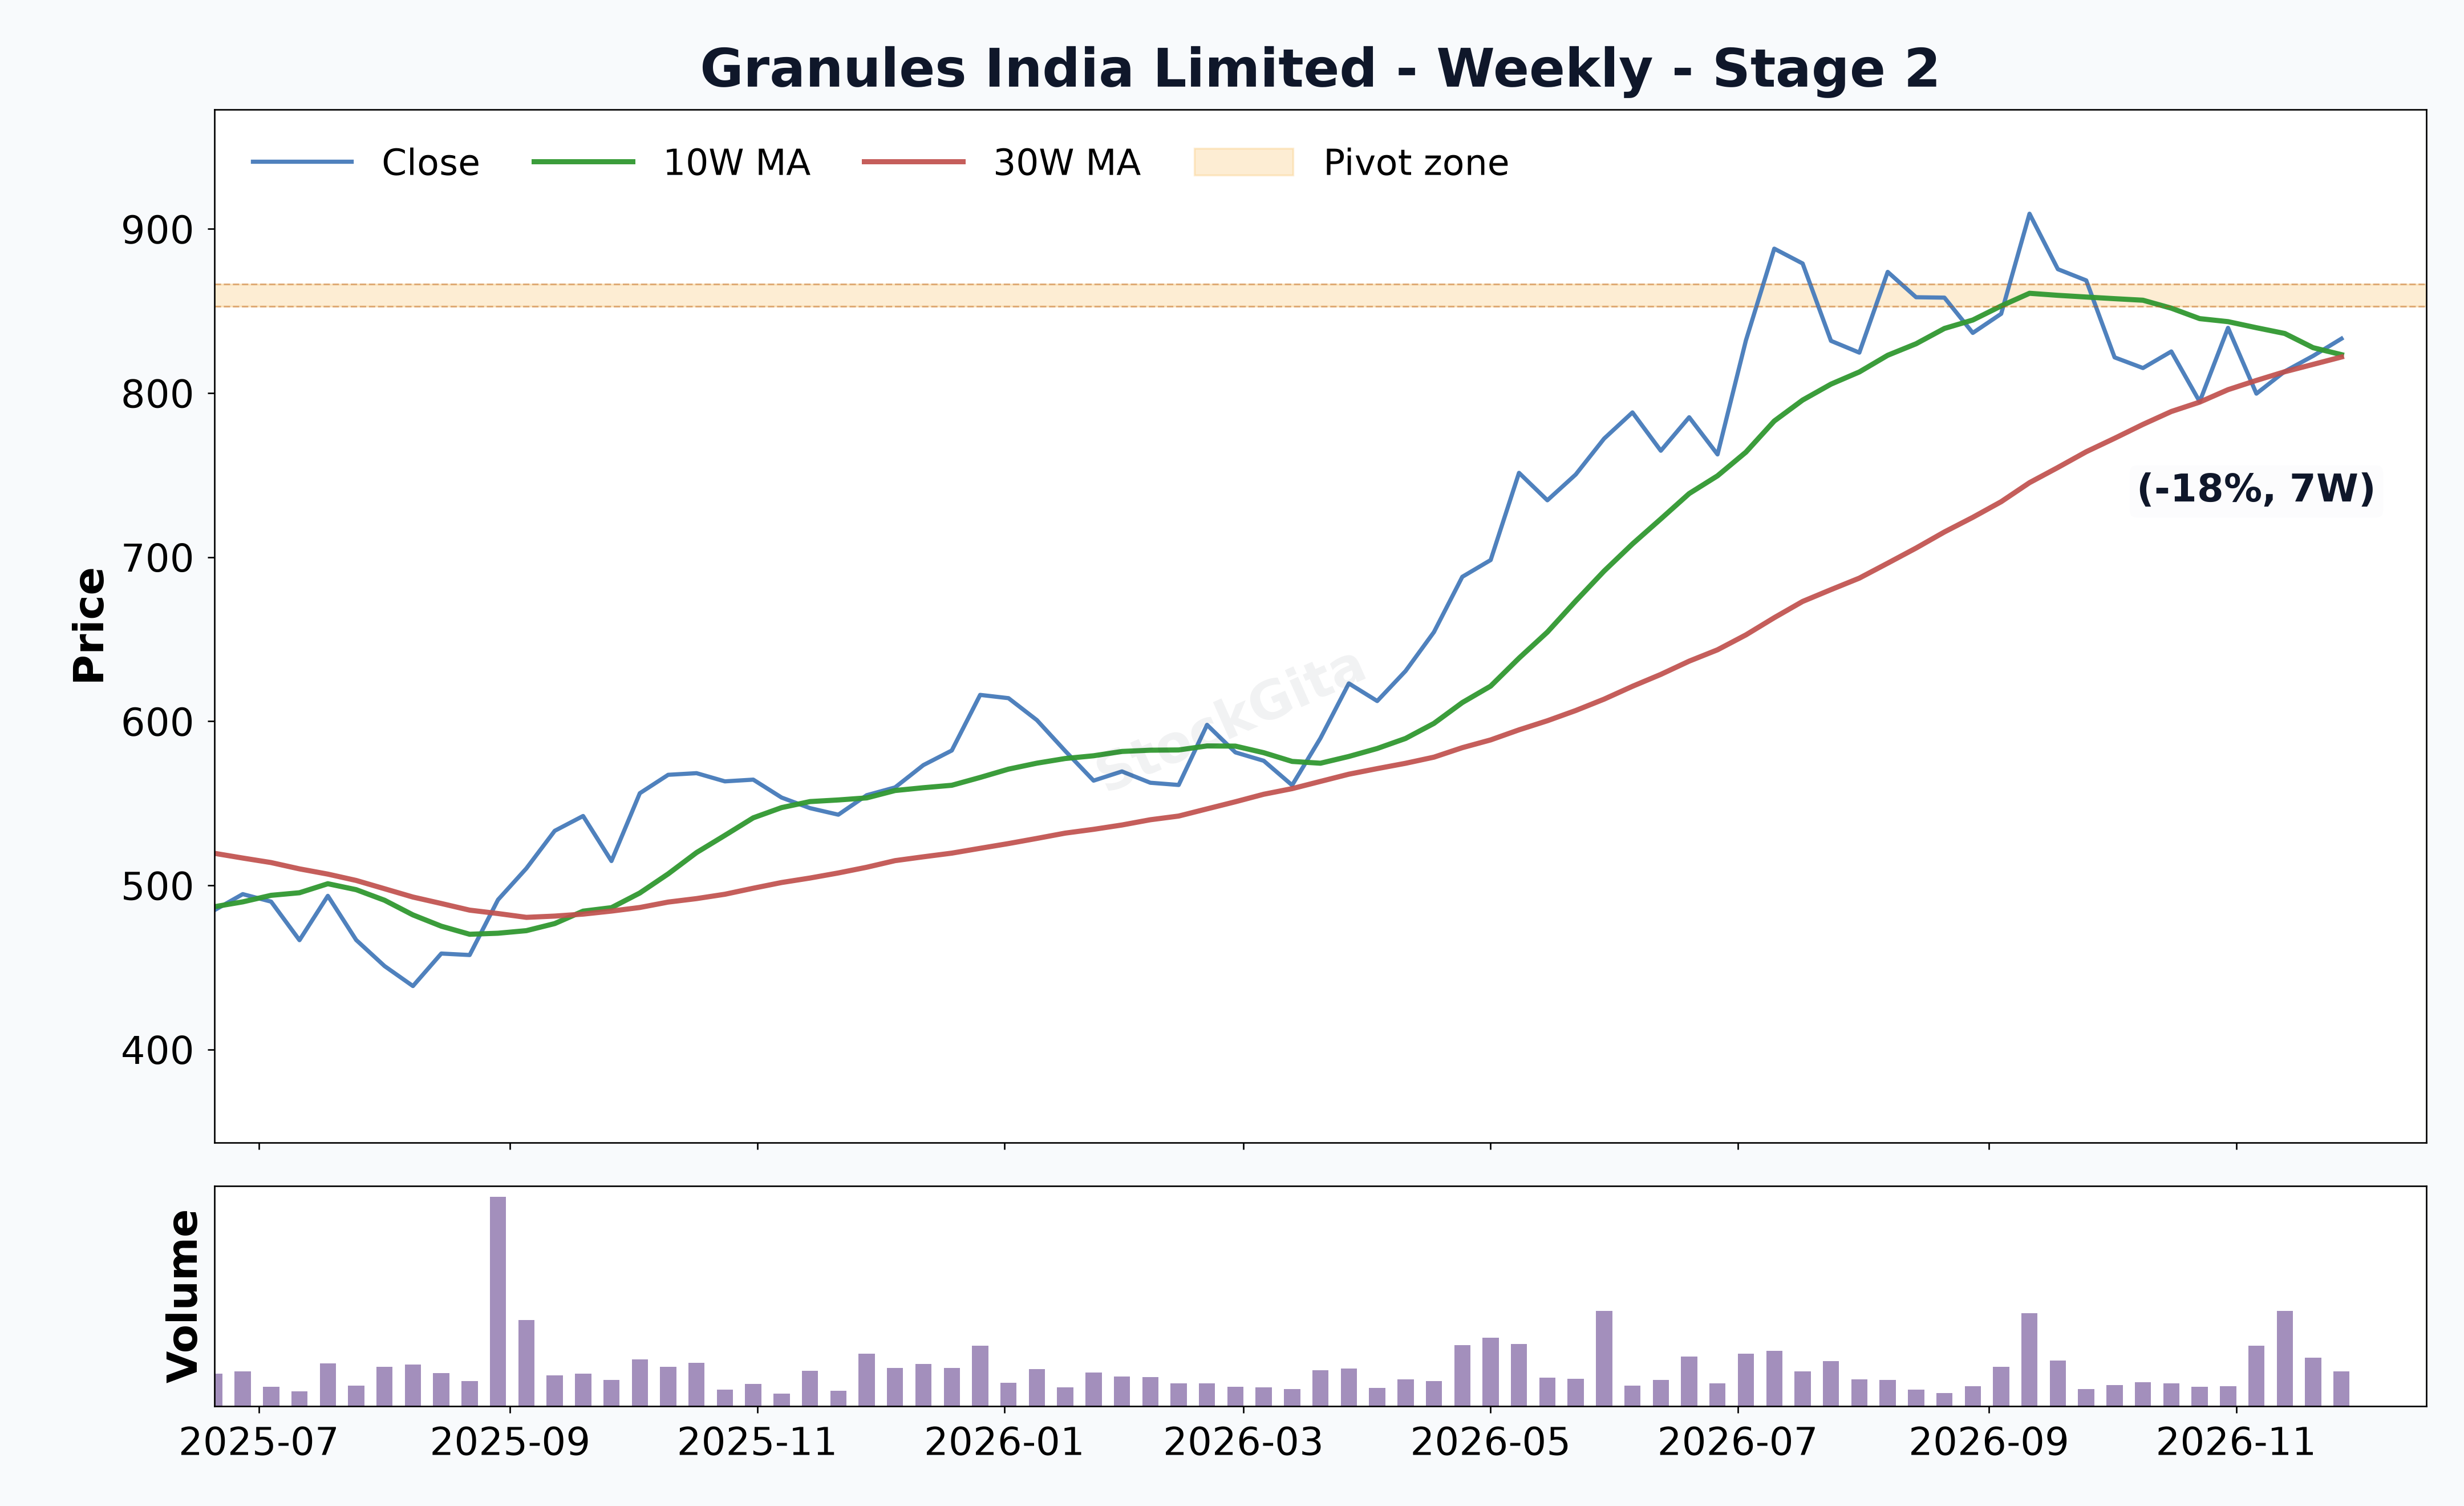 Granules India Limited - Weekly - Stage 2
Close 10W MA 30W MA Pivot zone
900
800
700
600
500
400
Price
(-18%, 7W)
StockGita
Volume
2025-07 2025-09 2025-11 2026-01 2026-03 2026-05 2026-07 2026-09 2026-11